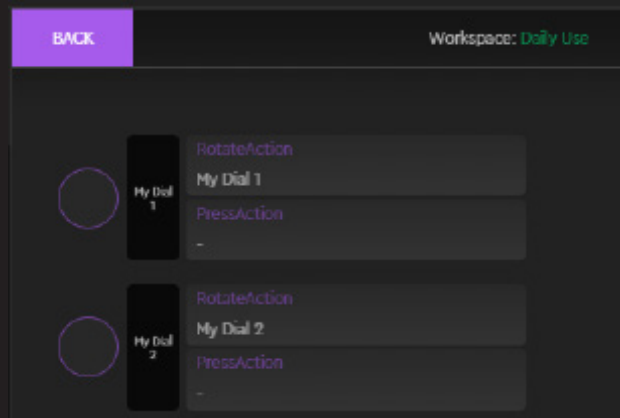 BACK
Workspace: Daily Use
RotateAction
My Dial 1
My Dial
1
PressAction
-
RotateAction
My Dial 2
My Dial
2
PressAction
-